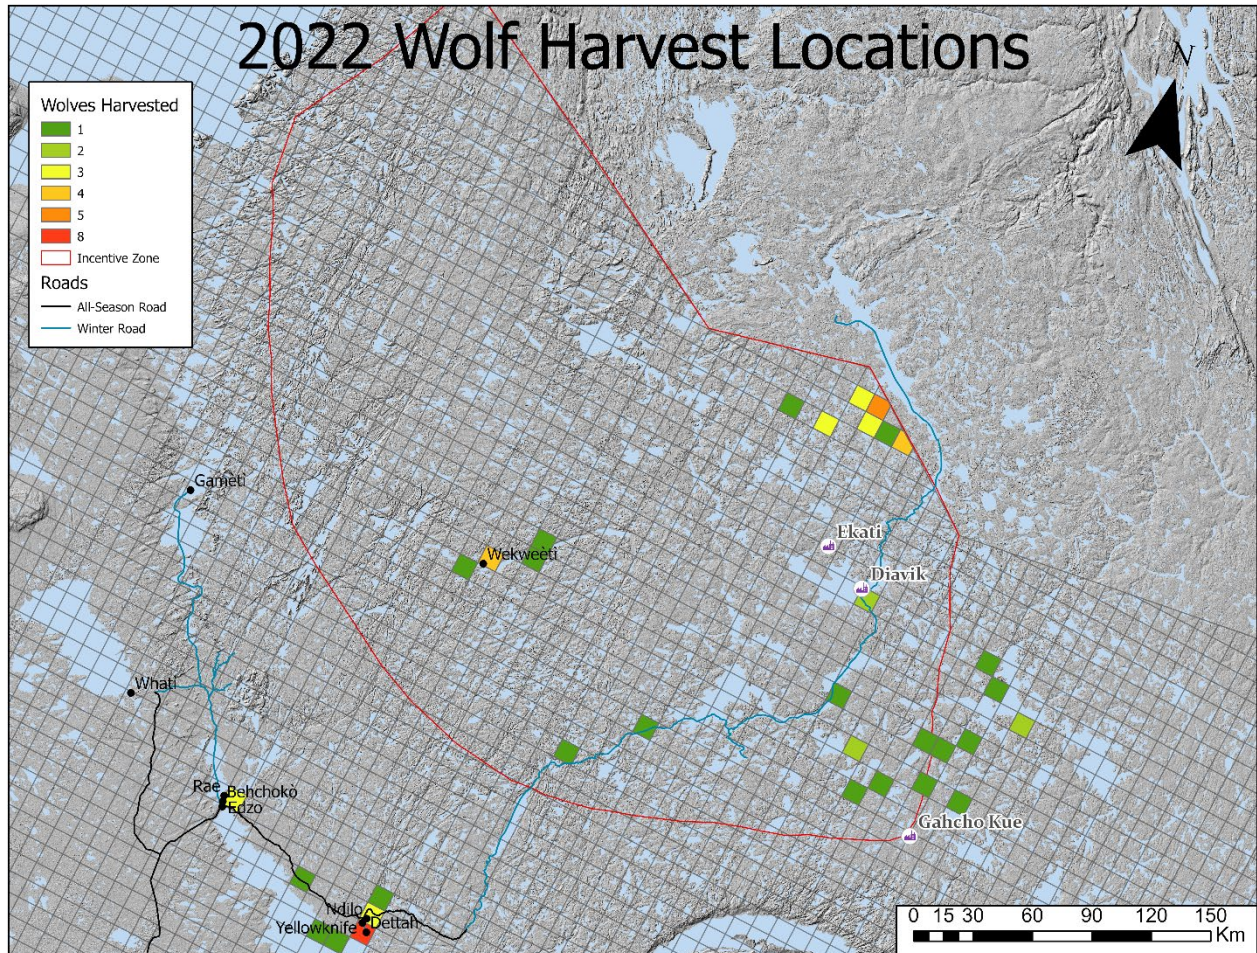 2022 Wolf Harvest Locations
N
Wolves Harvested
1
2
3
4
5
8
Incentive Zone
Roads
All-Season Road
Winter Road
Gameti
Wekweètì
Ekati
Diavik
Whati
Rae
Behchokò
Edzo
Gahcho Kue
Ndilo
Dettah
Yellowknife
0 15 30 60 90 120 150
Km